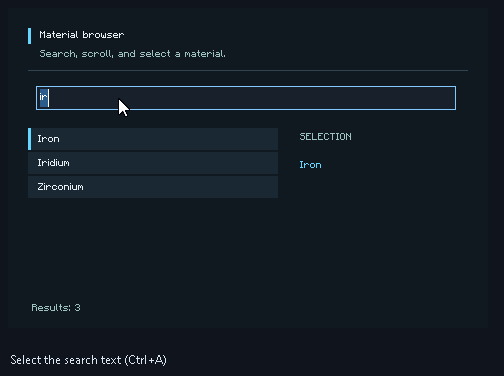 Material browser
Search, scroll, and select a material.
ir
Iron
SELECTION
Iridium
Iron
Zirconium
Results: 3
Select the search text (Ctrl+A)